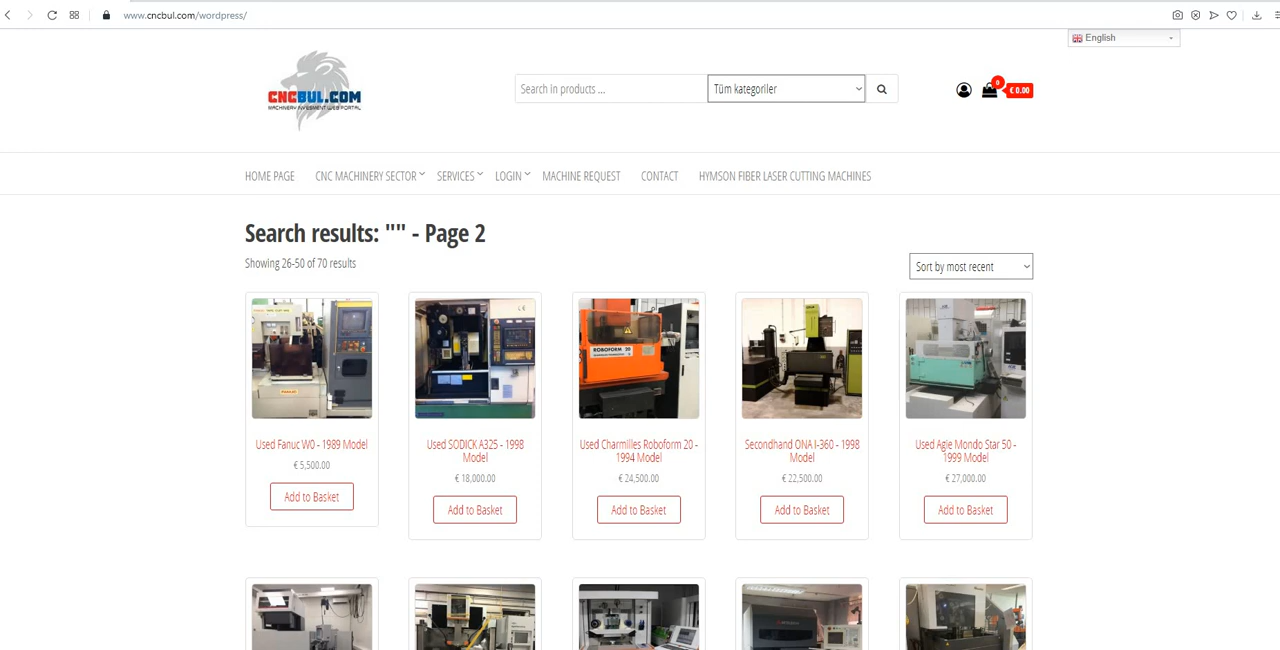 www.cncbul.com/wordpress/
English
CNCBUL.COM
MACHINERY INVESMENT WEB PORTAL
Search in products ...
Tüm kategoriler
0
€ 0.00
HOME PAGE
CNC MACHINERY SECTOR
SERVICES
LOGIN
MACHINE REQUEST
CONTACT
HYMSON FIBER LASER CUTTING MACHINES
Search results: "" - Page 2
Showing 26-50 of 70 results
Sort by most recent
ROBOFORM 20
Used Fanuc W0 - 1989 Model
€ 5,500.00
Add to Basket
Used SODICK A325 - 1998
Model
€ 18,000.00
Add to Basket
Used Charmilles Roboform 20 -
1994 Model
€ 24,500.00
Add to Basket
Secondhand ONA I-360 - 1998
Model
€ 22,500.00
Add to Basket
Used Agie Mondo Star 50 -
1999 Model
€ 27,000.00
Add to Basket